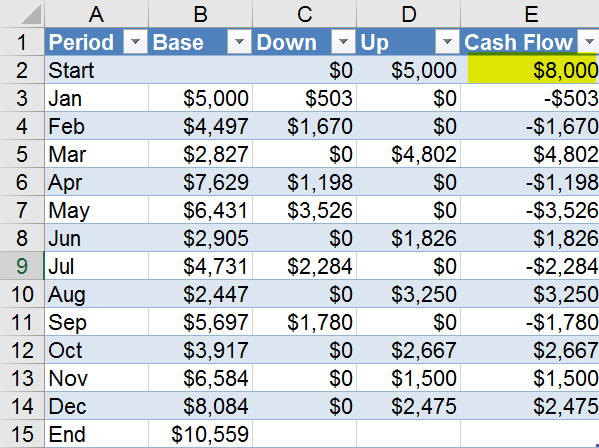 A B C D E
1 Period Base Down Up Cash Flow
2 Start $0 $5,000 $8,000
3 Jan $5,000 $503 $0 -$503
4 Feb $4,497 $1,670 $0 -$1,670
5 Mar $2,827 $0 $4,802 $4,802
6 Apr $7,629 $1,198 $0 -$1,198
7 May $6,431 $3,526 $0 -$3,526
8 Jun $2,905 $0 $1,826 $1,826
9 Jul $4,731 $2,284 $0 -$2,284
10 Aug $2,447 $0 $3,250 $3,250
11 Sep $5,697 $1,780 $0 -$1,780
12 Oct $3,917 $0 $2,667 $2,667
13 Nov $6,584 $0 $1,500 $1,500
14 Dec $8,084 $0 $2,475 $2,475
15 End $10,559